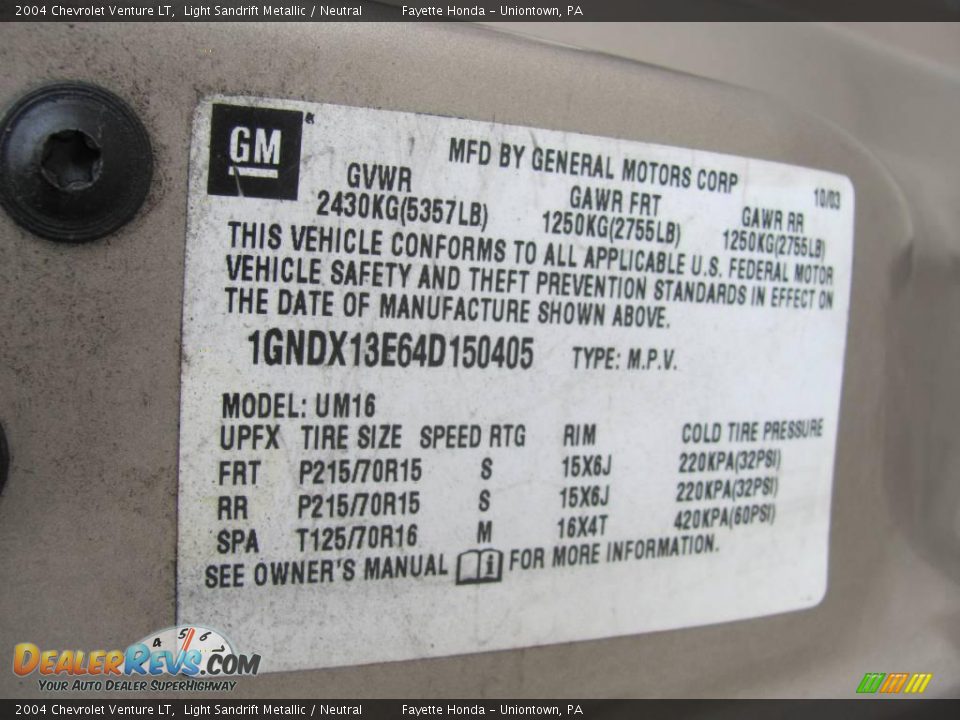 2004 Chevrolet Venture LT, Light Sandrift Metallic / Neutral Fayette Honda - Uniontown, PA
GM
MFD BY GENERAL MOTORS CORP
10/03
GVWR GAWR FRT GAWR RR
2430KG(5357LB) 1250KG(2755LB) 1250KG(2755LB)
THIS VEHICLE CONFORMS TO ALL APPLICABLE U.S. FEDERAL MOTOR
VEHICLE SAFETY AND THEFT PREVENTION STANDARDS IN EFFECT ON
THE DATE OF MANUFACTURE SHOWN ABOVE.
1GNDX13E64D150405 TYPE: M.P.V.
MODEL: UM16
UPFX TIRE SIZE SPEED RTG RIM COLD TIRE PRESSURE
FRT P215/70R15 S 15X6J 220KPA(32PSI)
RR P215/70R15 S 15X6J 220KPA(32PSI)
SPA T125/70R16 M 16X4T 420KPA(60PSI)
SEE OWNER'S MANUAL i FOR MORE INFORMATION.
4 5 6
DEALERREVS.COM
YOUR AUTO DEALER SUPERHIGHWAY
2004 Chevrolet Venture LT, Light Sandrift Metallic / Neutral Fayette Honda - Uniontown, PA